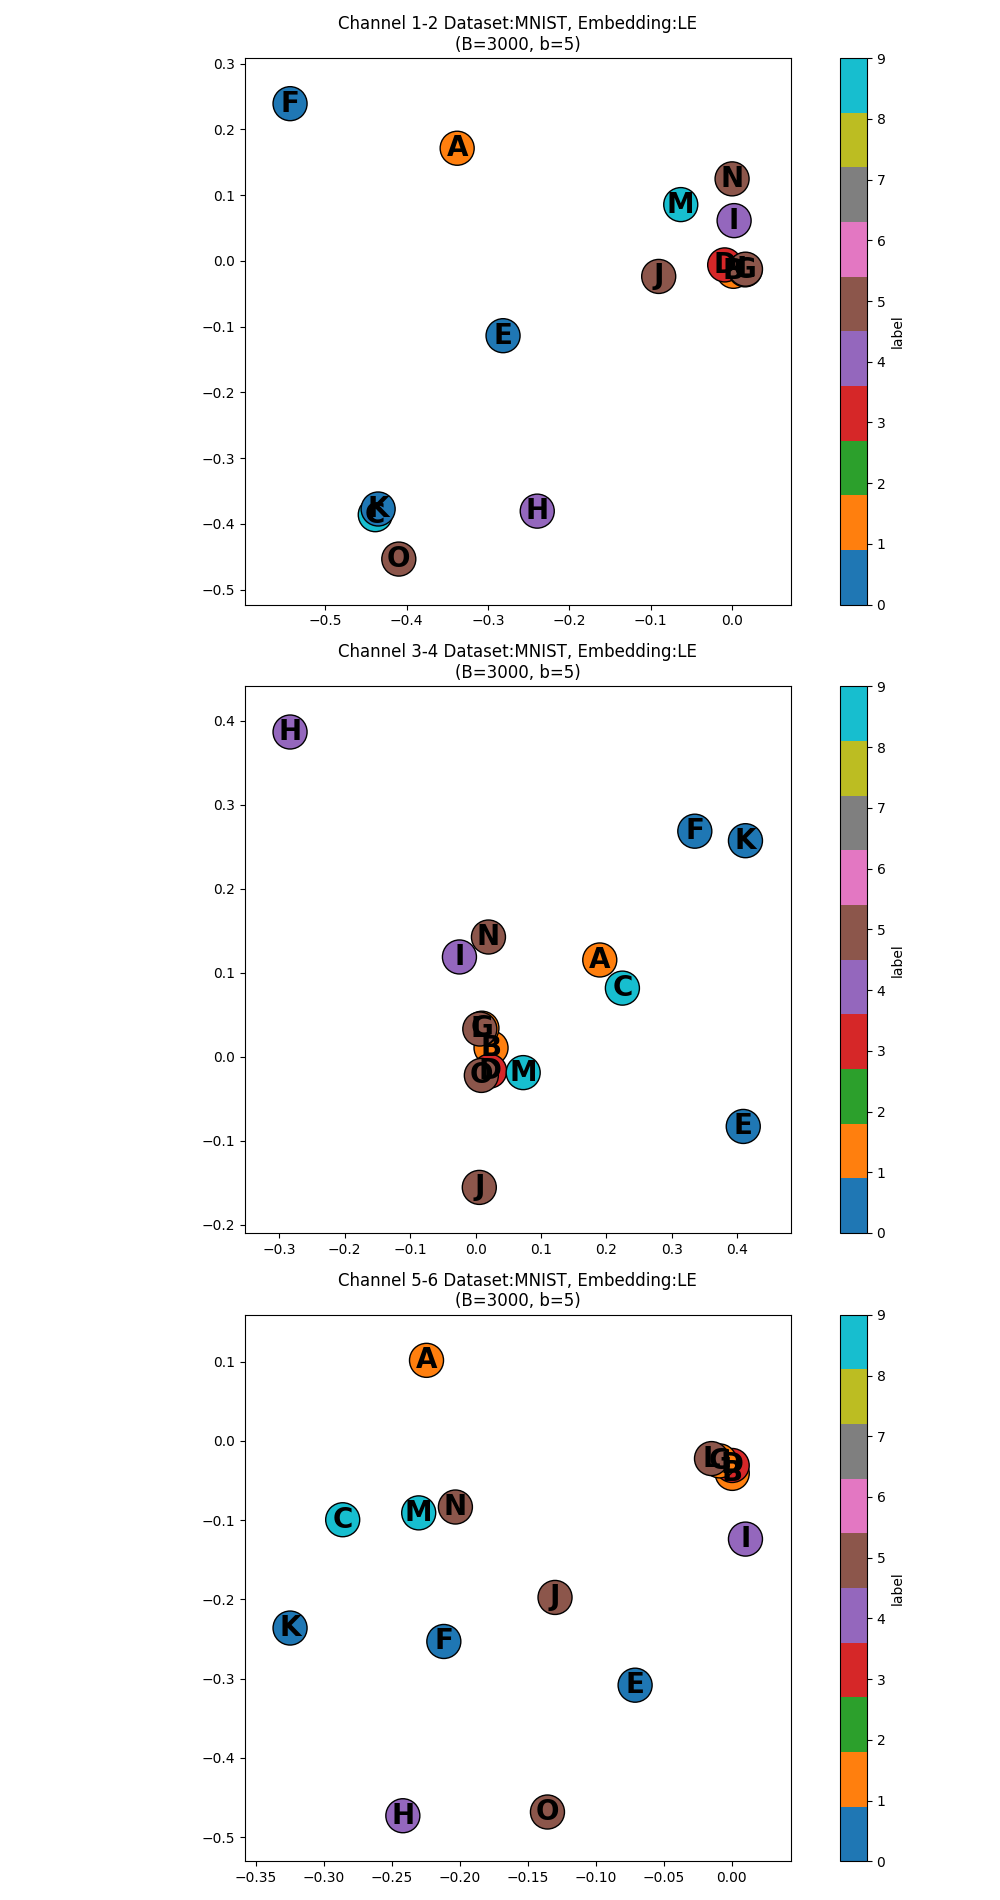 Channel 1-2 Dataset:MNIST, Embedding:LE
(B=3000, b=5)
0.3
0.2
0.1
0.0
−0.1
−0.2
−0.3
−0.4
−0.5
−0.5 −0.4 −0.3 −0.2 −0.1 0.0
F
A
N
M
I
D
B
G
J
E
K
C
H
O
9
8
7
6
5
4
3
2
1
0
label
Channel 3-4 Dataset:MNIST, Embedding:LE
(B=3000, b=5)
0.4
0.3
0.2
0.1
0.0
−0.1
−0.2
−0.3 −0.2 −0.1 0.0 0.1 0.2 0.3 0.4
H
F
K
N
I
A
C
G
B
D
O
M
E
J
9
8
7
6
5
4
3
2
1
0
label
Channel 5-6 Dataset:MNIST, Embedding:LE
(B=3000, b=5)
0.1
0.0
−0.1
−0.2
−0.3
−0.4
−0.5
−0.35 −0.30 −0.25 −0.20 −0.15 −0.10 −0.05 0.00
A
L
G
D
B
C
M
N
I
J
K
F
E
H
O
9
8
7
6
5
4
3
2
1
0
label